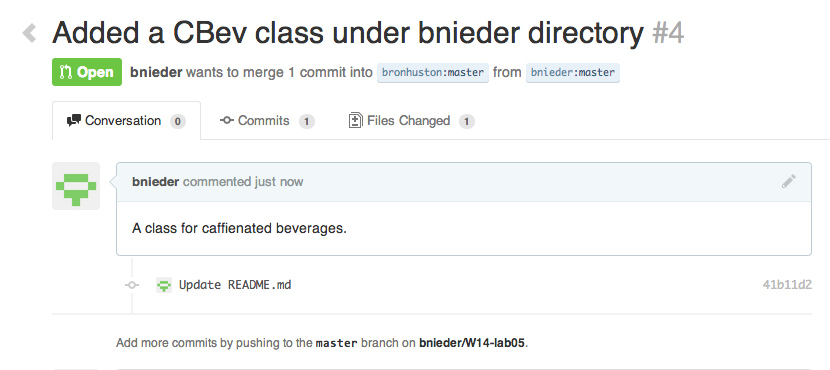 Added a CBev class under bnieder directory #4
Open bnieder wants to merge 1 commit into bronhuston:master from bnieder:master
Conversation 0 Commits 1 Files Changed 1
bnieder commented just now
A class for caffienated beverages.
Update README.md 41b11d2
Add more commits by pushing to the master branch on bnieder/W14-lab05.